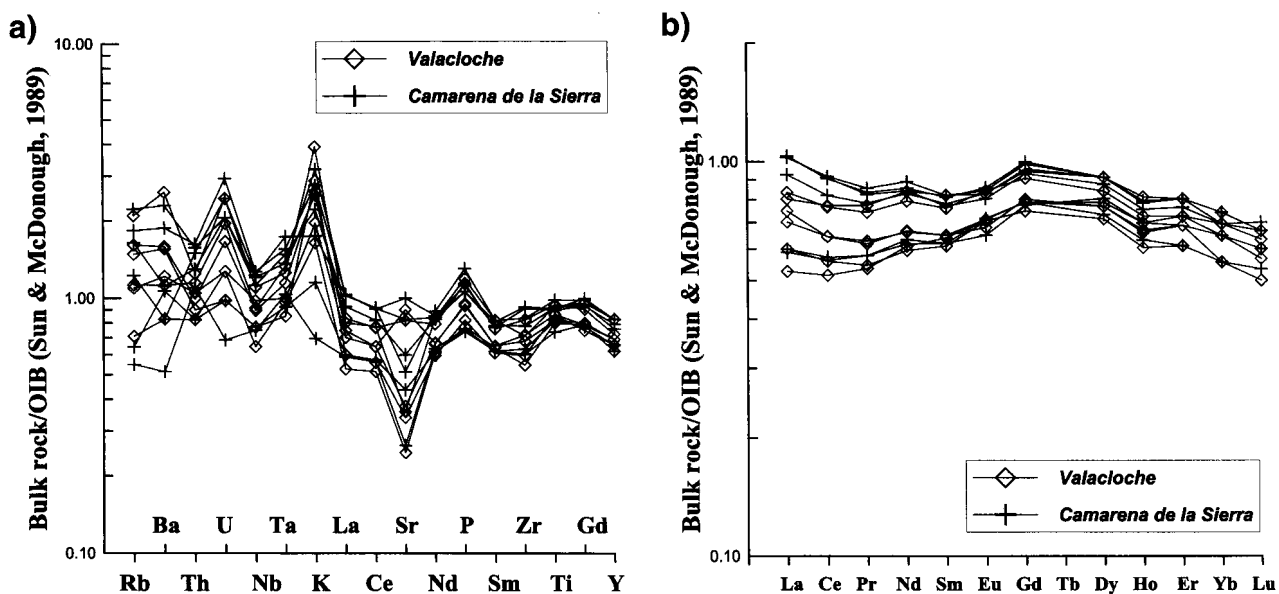 a)
Bulk rock/OIB (Sun & McDonough, 1989)
10.00
1.00
0.10
Valacloche
Camarena de la Sierra
Ba U Ta La Sr P Zr Gd
Rb Th Nb K Ce Nd Sm Ti Y
b)
Bulk rock/OIB (Sun & McDonough, 1989)
1.00
0.10
Valacloche
Camarena de la Sierra
La Ce Pr Nd Sm Eu Gd Tb Dy Ho Er Yb Lu